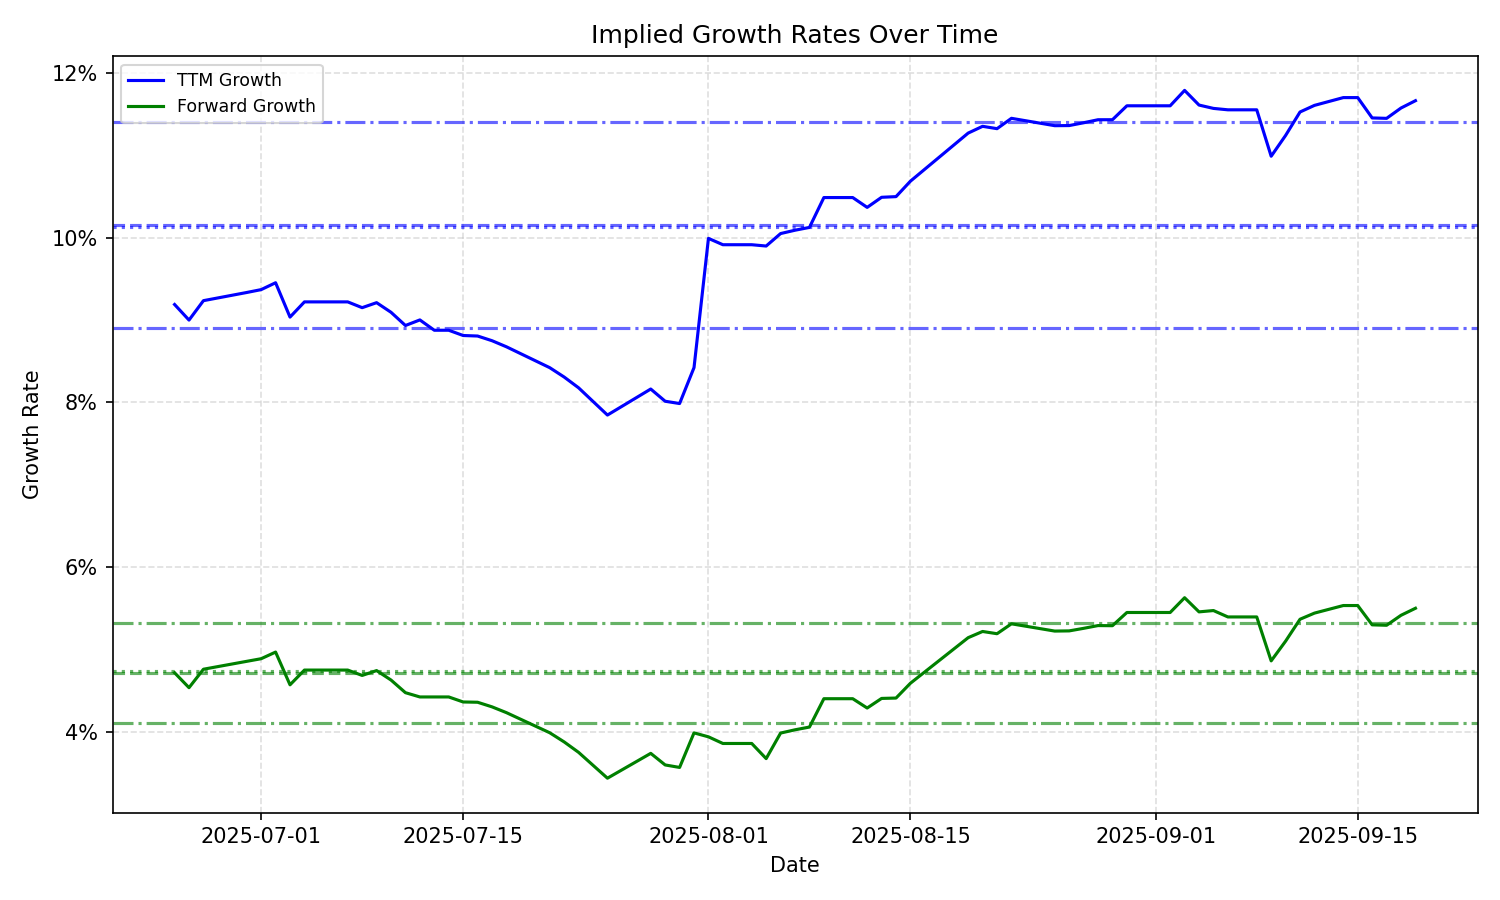 Implied Growth Rates Over Time
TTM Growth
Forward Growth
12%
10%
8%
6%
4%
Growth Rate
2025-07-01
2025-07-15
2025-08-01
2025-08-15
2025-09-01
2025-09-15
Date